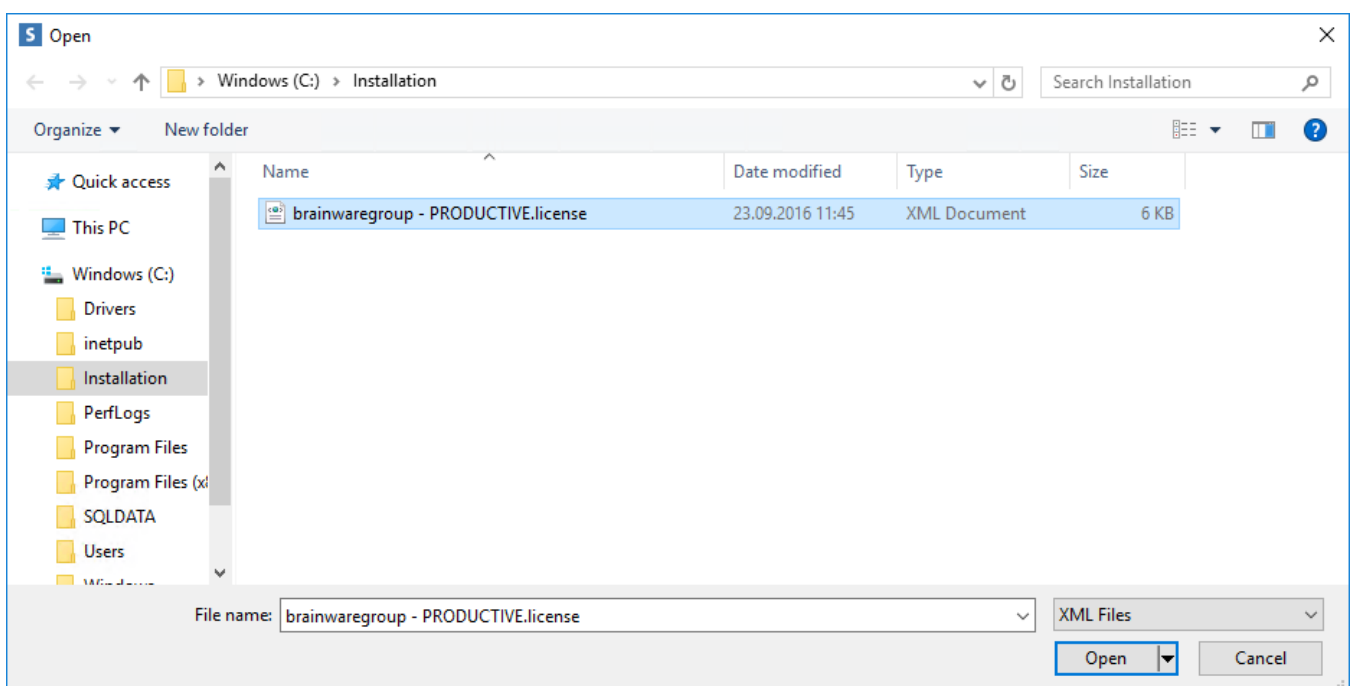 S Open
Windows (C:) > Installation
Search Installation
Organize
New folder
?
Name
Date modified
Type
Size
brainwaregroup - PRODUCTIVE.license
23.09.2016 11:45
XML Document
6 KB
Quick access
This PC
Windows (C:)
Drivers
inetpub
Installation
PerfLogs
Program Files
Program Files (x
SQLDATA
Users
File name:
brainwaregroup - PRODUCTIVE.license
XML Files
Open
Cancel